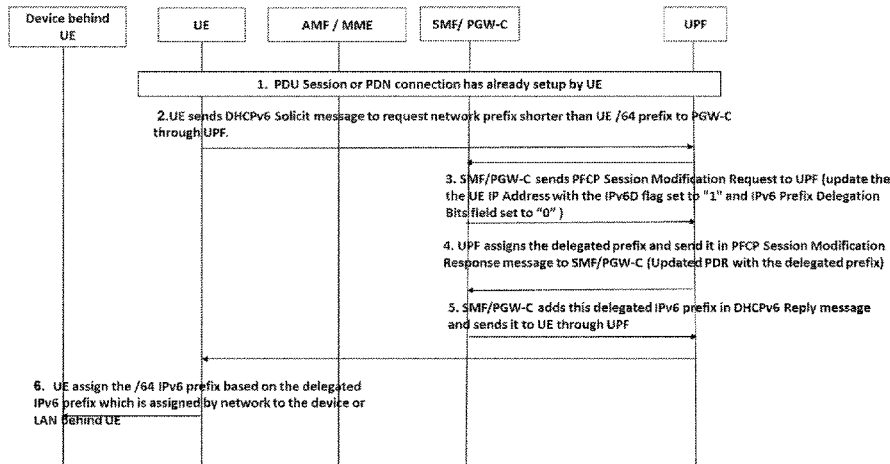 Device behind
UE
UE
AMF / MME
SMF/ PGW-C
UPF
1. PDU Session or PDN connection has already setup by UE
2.UE sends DHCPv6 Solicit message to request network prefix shorter than UE /64 prefix to PGW-C
through UPF.
3. SMF/PGW-C sends PFCP Session Modification Request to UPF (update the
the UE IP Address with the IPv6D flag set to "1" and IPv6 Prefix Delegation
Bits field set to "0" )
4. UPF assigns the delegated prefix and send it in PFCP Session Modification
Response message to SMF/PGW-C (Updated PDR with the delegated prefix)
5. SMF/PGW-C adds this delegated IPv6 prefix in DHCPv6 Reply message
and sends it to UE through UPF
6. UE assign the /64 IPv6 prefix based on the delegated
IPv6 prefix which is assigned by network to the device or
LAN Behind UE